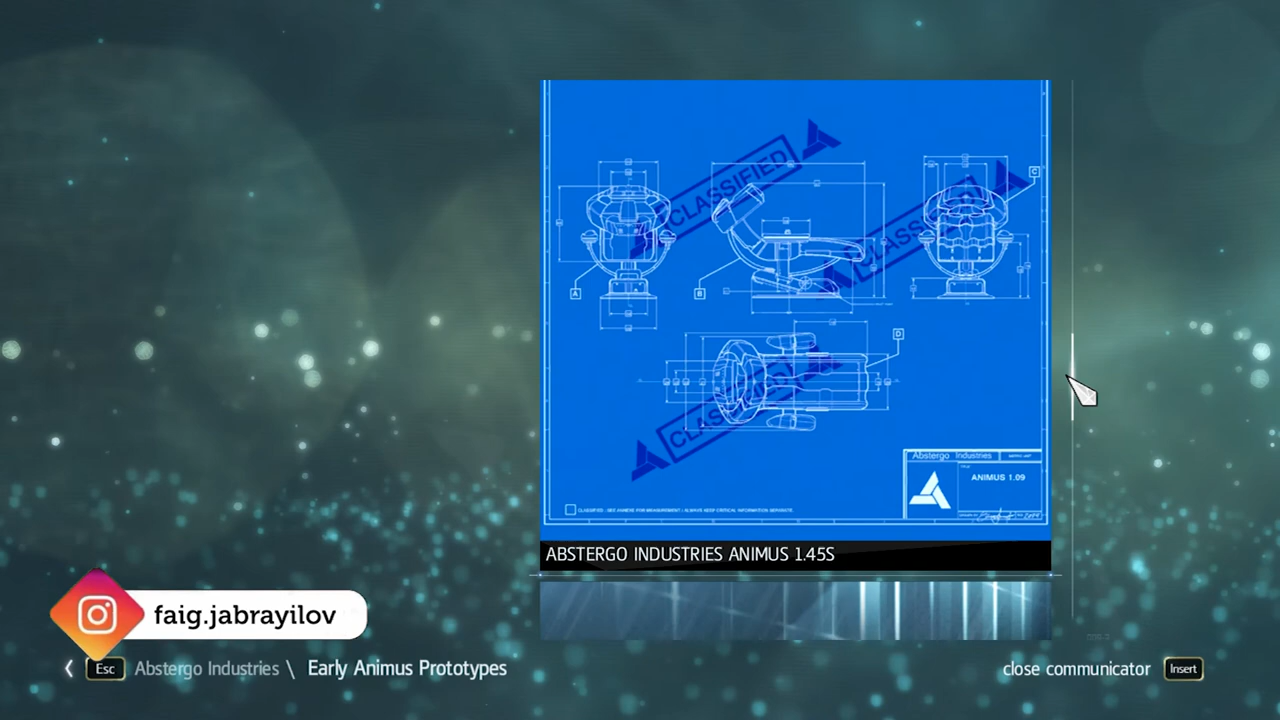 CLASSIFIED
CLASSIFIED
C
A
B
D
CLASSIFIED
Abstergo Industries
ANIMUS 1.09
ABSTERGO INDUSTRIES ANIMUS 1.45S
faig.jabrayilov
Esc Abstergo Industries \ Early Animus Prototypes
close communicator Insert